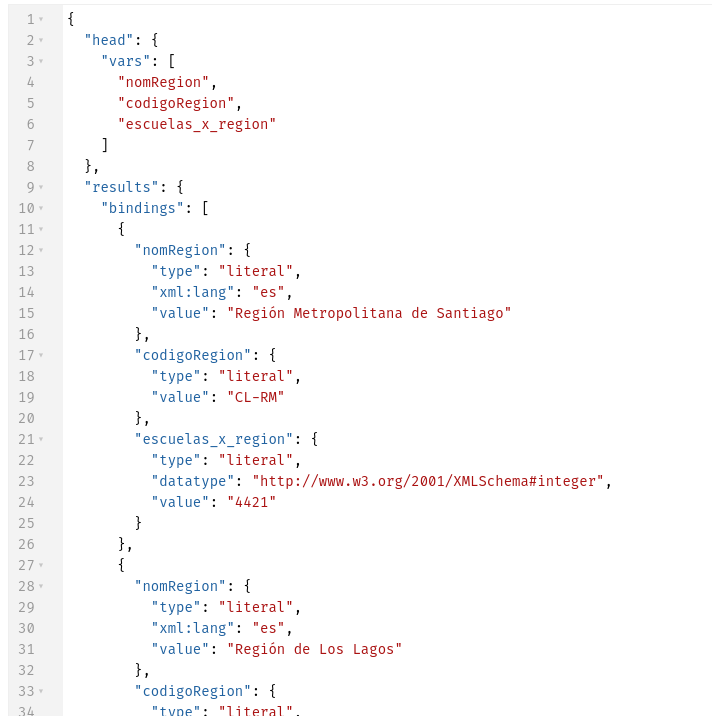 1 {
2 "head": {
3 "vars": [
4 "nomRegion",
5 "codigoRegion",
6 "escuelas_x_region"
7 ]
8 },
9 "results": {
10 "bindings": [
11 {
12 "nomRegion": {
13 "type": "literal",
14 "xml:lang": "es",
15 "value": "Región Metropolitana de Santiago"
16 },
17 "codigoRegion": {
18 "type": "literal",
19 "value": "CL-RM"
20 },
21 "escuelas_x_region": {
22 "type": "literal",
23 "datatype": "http://www.w3.org/2001/XMLSchema#integer",
24 "value": "4421"
25 }
26 },
27 {
28 "nomRegion": {
29 "type": "literal",
30 "xml:lang": "es",
31 "value": "Región de Los Lagos"
32 },
33 "codigoRegion": {
34 "type": "literal",